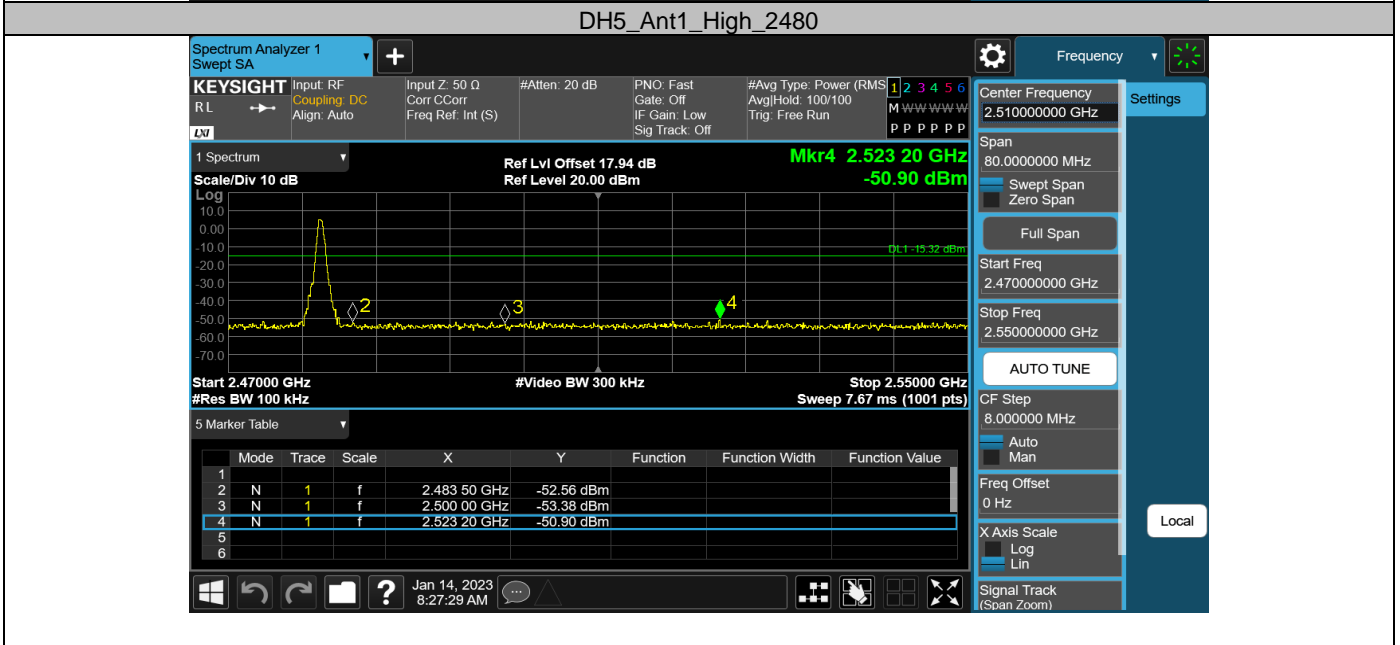 DH5_Ant1_High_2480
Spectrum Analyzer 1
Swept SA
+
Frequency
KEYSIGHT
RL
LXI
Input: RF
Coupling: DC
Align: Auto
Input Z: 50 Ω
Corr CCorr
Freq Ref: Int (S)
#Atten: 20 dB
PNO: Fast
Gate: Off
IF Gain: Low
Sig Track: Off
#Avg Type: Power (RMS
Avg|Hold: 100/100
Trig: Free Run
1 2 3 4 5 6
M W W W W W
P P P P P P
1 Spectrum
Scale/Div 10 dB
Ref Lvl Offset 17.94 dB
Ref Level 20.00 dBm
Mkr4 2.523 20 GHz
-50.90 dBm
Log
10.0
0.00
-10.0
-20.0
-30.0
-40.0
-50.0
-60.0
-70.0
DL1 -15.32 dBm
2
3
4
Start 2.47000 GHz
#Res BW 100 kHz
#Video BW 300 kHz
Stop 2.55000 GHz
Sweep 7.67 ms (1001 pts)
5 Marker Table
Mode Trace Scale X Y Function Function Width Function Value
1
2 N 1 f 2.483 50 GHz -52.56 dBm
3 N 1 f 2.500 00 GHz -53.38 dBm
4 N 1 f 2.523 20 GHz -50.90 dBm
5
6
?
Jan 14, 2023
8:27:29 AM
Center Frequency
2.510000000 GHz
Settings
Span
80.0000000 MHz
Swept Span
Zero Span
Full Span
Start Freq
2.470000000 GHz
Stop Freq
2.550000000 GHz
AUTO TUNE
CF Step
8.000000 MHz
Auto
Man
Freq Offset
0 Hz
Local
X Axis Scale
Log
Lin
Signal Track
(Span Zoom)